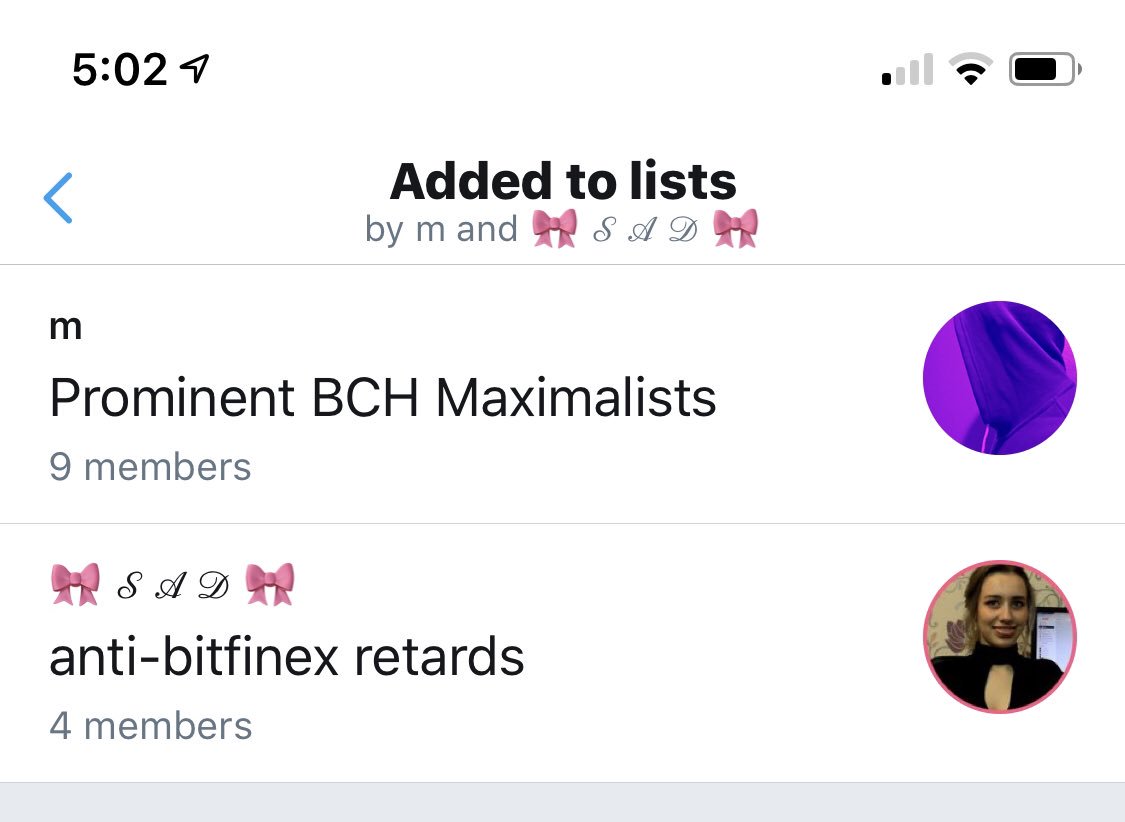 5:02
Added to lists
by m and 🎀 𝒮 𝒜 𝒟 🎀
m
Prominent BCH Maximalists
9 members
🎀 𝒮 𝒜 𝒟 🎀
anti-bitfinex retards
4 members